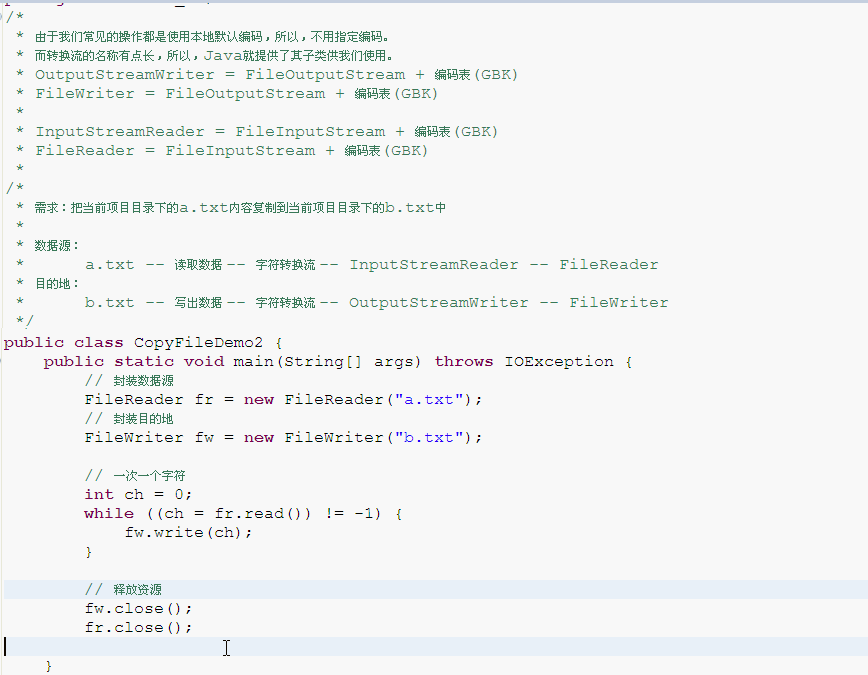 /*
 * 由于我们常见的操作都是使用本地默认编码，所以，不用指定编码。
 * 而转换流的名称有点长，所以，Java就提供了其子类供我们使用。
 * OutputStreamWriter = FileOutputStream + 编码表(GBK)
 * FileWriter = FileOutputStream + 编码表(GBK)
 *
 * InputStreamReader = FileInputStream + 编码表(GBK)
 * FileReader = FileInputStream + 编码表(GBK)
 *
/*
 * 需求：把当前项目目录下的a.txt内容复制到当前项目目录下的b.txt中
 *
 * 数据源：
 *      a.txt -- 读取数据 -- 字符转换流 -- InputStreamReader -- FileReader
 * 目的地：
 *      b.txt -- 写出数据 -- 字符转换流 -- OutputStreamWriter -- FileWriter
 */
public class CopyFileDemo2 {
    public static void main(String[] args) throws IOException {
        // 封装数据源
        FileReader fr = new FileReader("a.txt");
        // 封装目的地
        FileWriter fw = new FileWriter("b.txt");

        // 一次一个字符
        int ch = 0;
        while ((ch = fr.read()) != -1) {
            fw.write(ch);
        }

        // 释放资源
        fw.close();
        fr.close();

    }